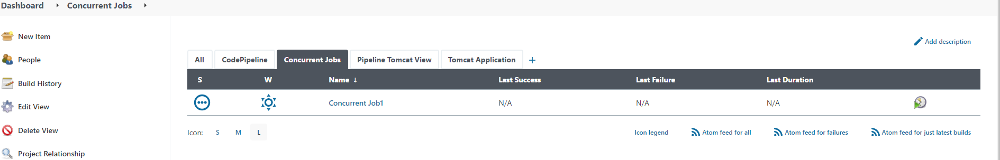 Dashboard Concurrent Jobs
New Item
People
Build History
Edit View
Delete View
Project Relationship
Add description
All CodePipeline Concurrent Jobs Pipeline Tomcat View Tomcat Application +
S W Name ↓ Last Success Last Failure Last Duration
Concurrent Job1 N/A N/A N/A
Icon: S M L Icon legend Atom feed for all Atom feed for failures Atom feed for just latest builds